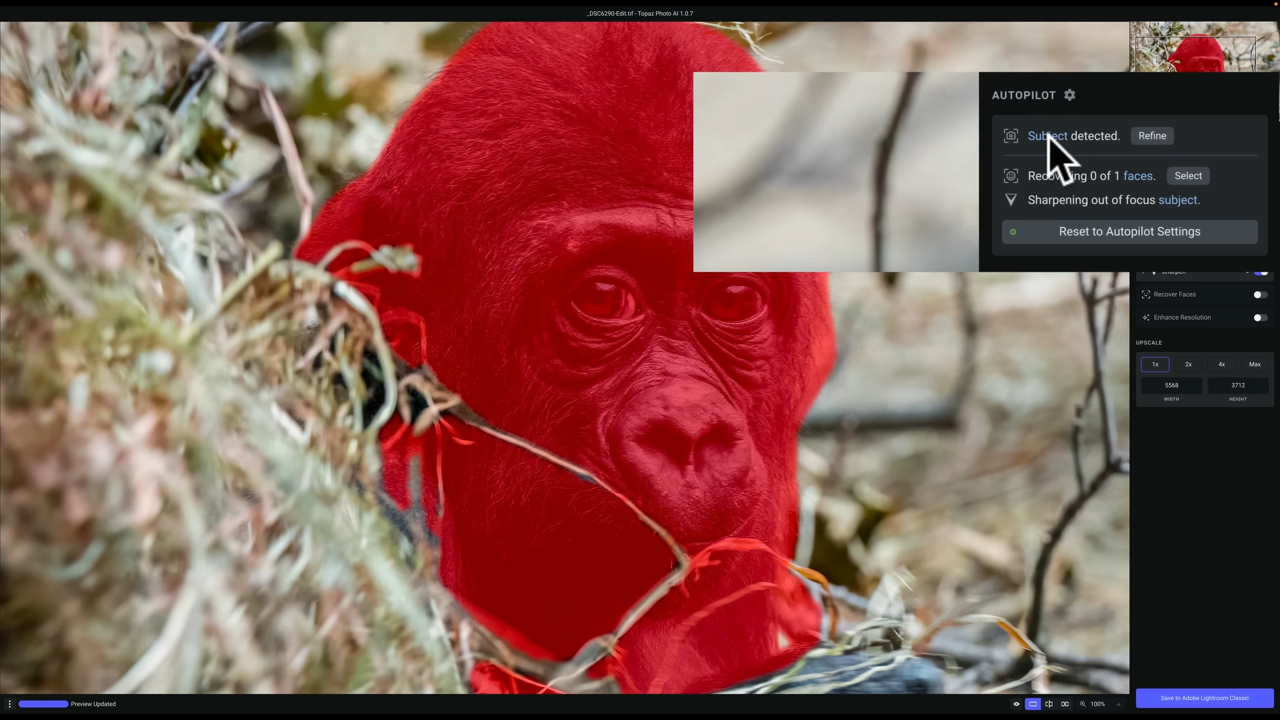 _DSC6290-Edit.tif - Topaz Photo AI 1.0.7
AUTOPILOT
Subject detected. Refine
0 of 1 faces. Select
Sharpening out of focus subject.
Reset to Autopilot Settings
Recover Faces
Enhance Resolution
UPSCALE
1x 2x 4x Max
5568 3712
WIDTH HEIGHT
Preview Updated
100%
Save to Adobe Lightroom Classic